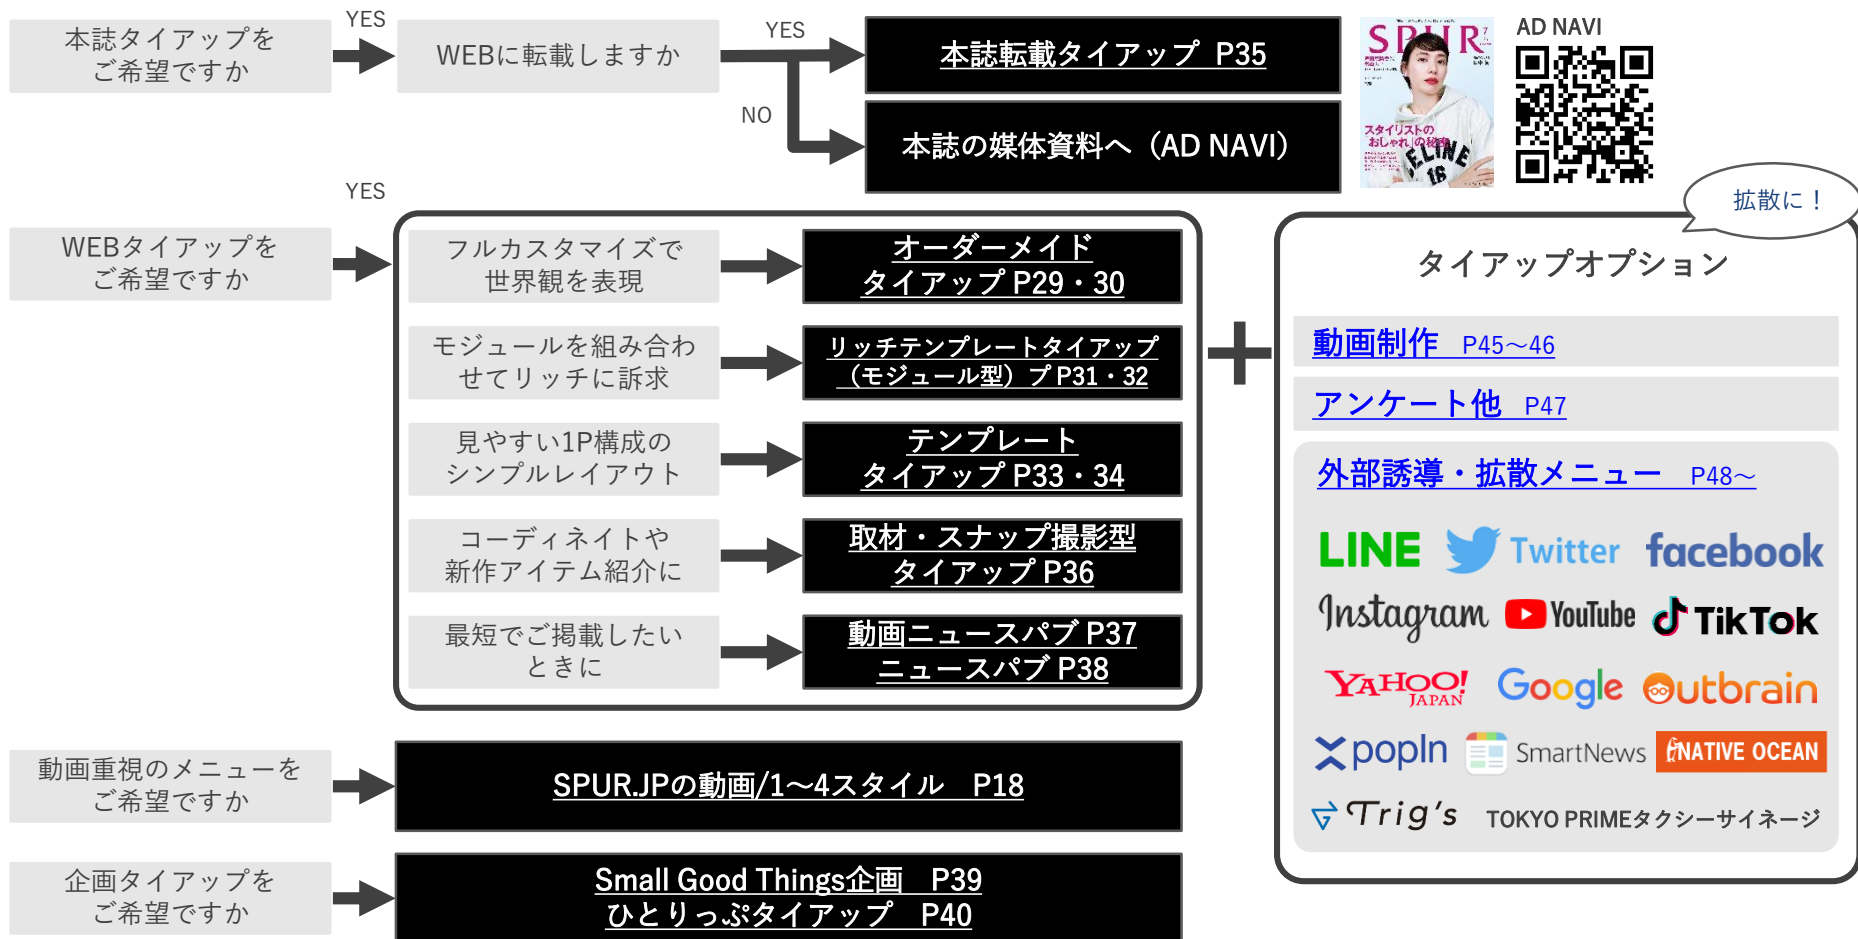 本誌タイアップを
ご希望ですか
YES
WEBに転載しますか
YES
本誌転載タイアップ P35
NO
本誌の媒体資料へ（AD NAVI）
SPUR
7
スタイリストの
「おしゃれ」の秘密
CELINE
16
AD NAVI
WEBタイアップを
ご希望ですか
YES
フルカスタマイズで
世界観を表現
オーダーメイド
タイアップ P29・30
モジュールを組み合わ
せてリッチに訴求
リッチテンプレートタイアップ
（モジュール型）プ P31・32
見やすい1P構成の
シンプルレイアウト
テンプレート
タイアップ P33・34
コーディネイトや
新作アイテム紹介に
取材・スナップ撮影型
タイアップ P36
最短でご掲載したい
ときに
動画ニュースパブ P37
ニュースパブ P38
+
拡散に！
タイアップオプション
動画制作 P45～46
アンケート他 P47
外部誘導・拡散メニュー P48～
LINE Twitter facebook
Instagram YouTube TikTok
YAHOO! JAPAN Google Outbrain
popIn SmartNews NATIVE OCEAN
Trig's TOKYO PRIMEタクシーサイネージ
動画重視のメニューを
ご希望ですか
SPUR.JPの動画/1～4スタイル P18
企画タイアップを
ご希望ですか
Small Good Things企画 P39
ひとりっぷタイアップ P40